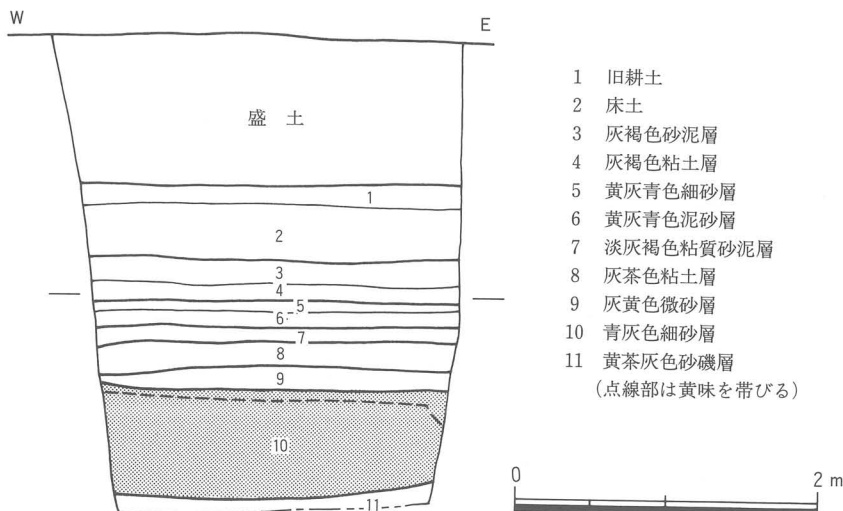 W
E
盛 土
1
2
3
4
5
6
7
8
9
10
11
1 旧耕土
2 床土
3 灰褐色砂泥層
4 灰褐色粘土層
5 黄灰青色細砂層
6 黄灰青色泥砂層
7 淡灰褐色粘質砂泥層
8 灰茶色粘土層
9 灰黄色微砂層
10 青灰色細砂層
11 黄茶灰色砂磯層
(点線部は黄味を帯びる)
0 2 m